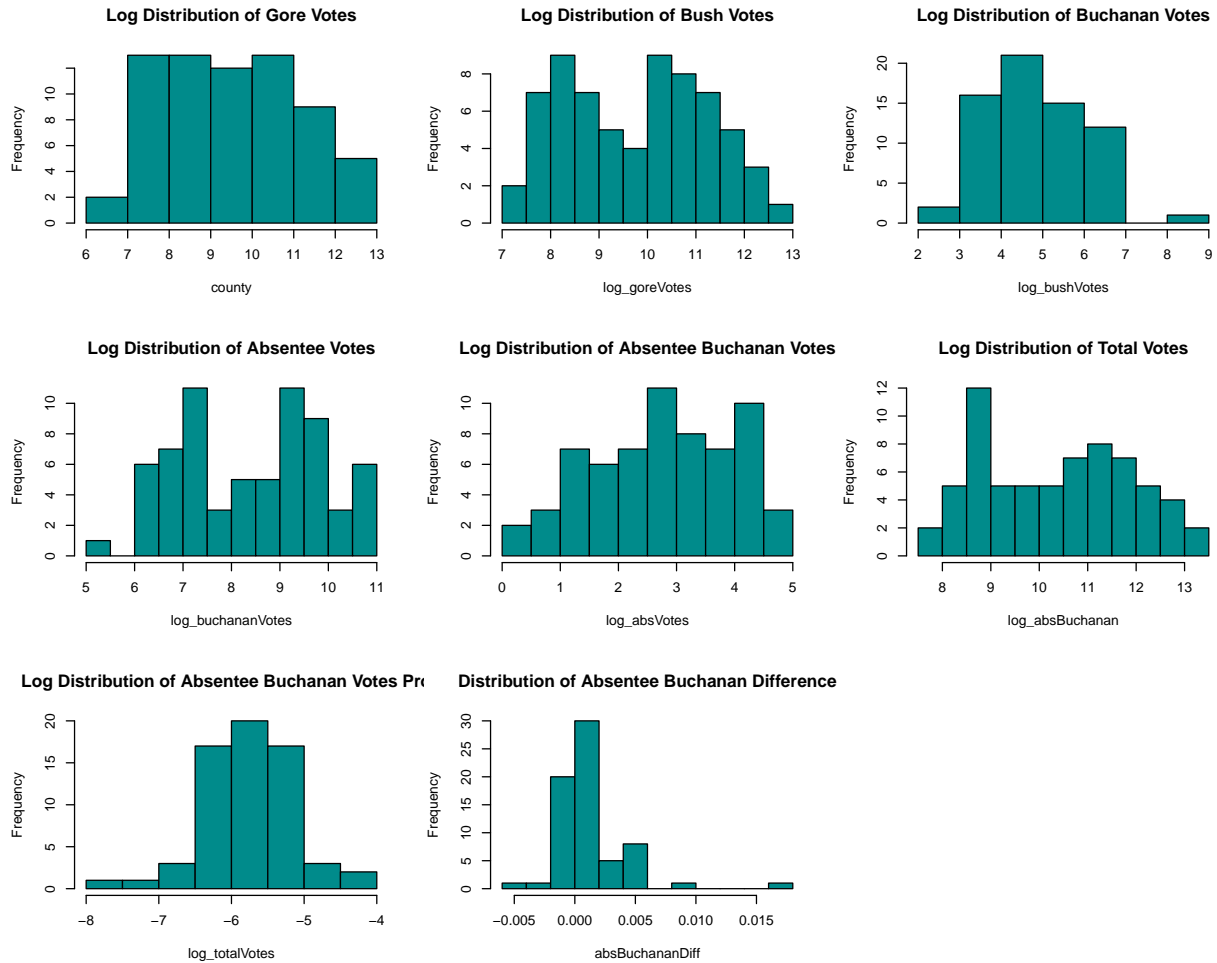 Log Distribution of Gore Votes
Frequency
0 2 4 6 8 10
6 7 8 9 10 11 12 13
county
Log Distribution of Bush Votes
Frequency
0 2 4 6 8
7 8 9 10 11 12 13
log_goreVotes
Log Distribution of Buchanan Votes
Frequency
0 5 10 15 20
2 3 4 5 6 7 8 9
log_bushVotes
Log Distribution of Absentee Votes
Frequency
0 2 4 6 8 10
5 6 7 8 9 10 11
log_buchananVotes
Log Distribution of Absentee Buchanan Votes
Frequency
0 2 4 6 8 10
0 1 2 3 4 5
log_absVotes
Log Distribution of Total Votes
Frequency
0 2 4 6 8 10 12
8 9 10 11 12 13
log_absBuchanan
Log Distribution of Absentee Buchanan Votes Pr
Frequency
0 5 10 15 20
−8 −7 −6 −5 −4
log_totalVotes
Distribution of Absentee Buchanan Difference
Frequency
0 5 10 15 20 25 30
−0.005 0.000 0.005 0.010 0.015
absBuchananDiff